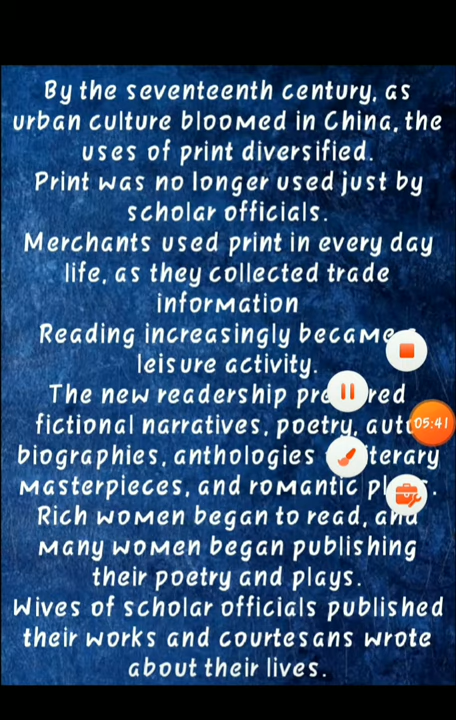 By the seventeenth century, as
urban culture bloomed in China, the
uses of print diversified.
Print was no longer used just by
scholar officials.
Merchants used print in every day
life, as they collected trade
information
Reading increasingly became
leisure activity.
The new readership
fictional narratives, poetry,
05:41
biographies, anthologies
masterpieces, and romantic
Rich women began to read, and
many women began publishing
their poetry and plays.
Wives of scholar officials published
their works and courtesans wrote
about their lives.